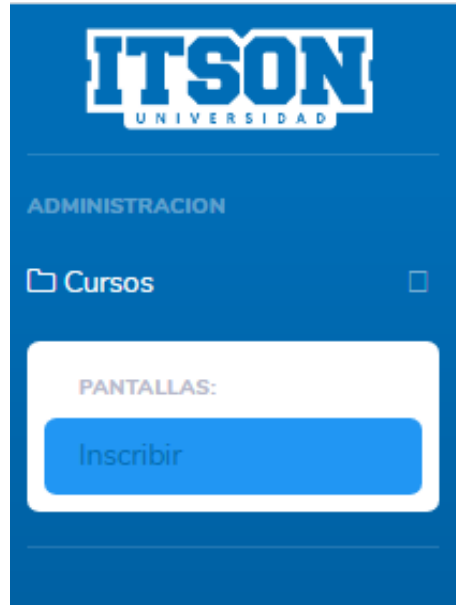 ITSON
UNIVERSIDAD
ADMINISTRACION
Cursos
PANTALLAS:
Inscribir